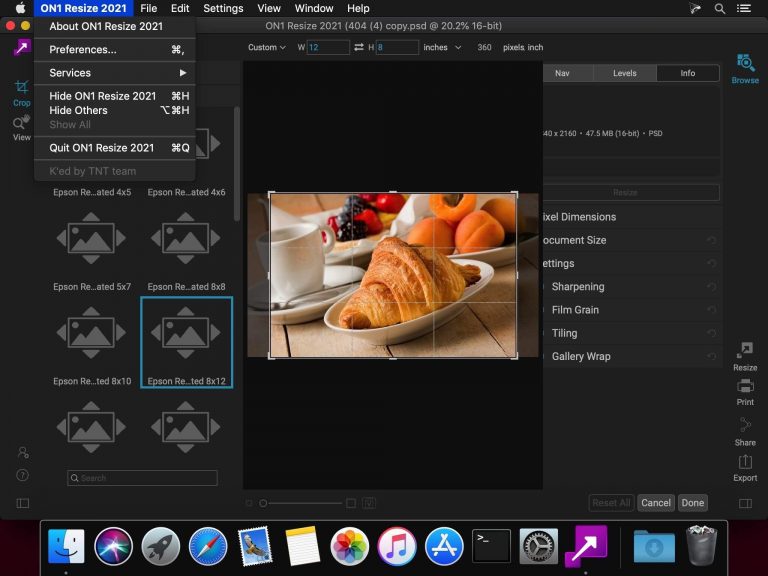 ON1 Resize 2021 File Edit Settings View Window Help
ON1 Resize 2021 (404 (4) copy.psd @ 20.2% 16-bit)
About ON1 Resize 2021
Preferences... ⌘,
Services
Hide ON1 Resize 2021 ⌘H
Hide Others ⌥⌘H
Show All
Quit ON1 Resize 2021 ⌘Q
K'ed by TNT team
Custom W 12 H 8 inches 360 pixels, inch
Crop
View
Epson Re...ated 4x5 Epson Re...ated 4x6
Epson Re...ated 5x7 Epson Re...ated 8x8
Epson Re...ted 8x10 Epson Re...ted 8x12
Search
Nav Levels Info
40 x 2160 • 47.5 MB (16-bit) • PSD
Resize
ixel Dimensions
ocument Size
ettings
Sharpening
Film Grain
Tiling
Gallery Wrap
Browse
Resize
Print
Share
Export
Reset All Cancel Done